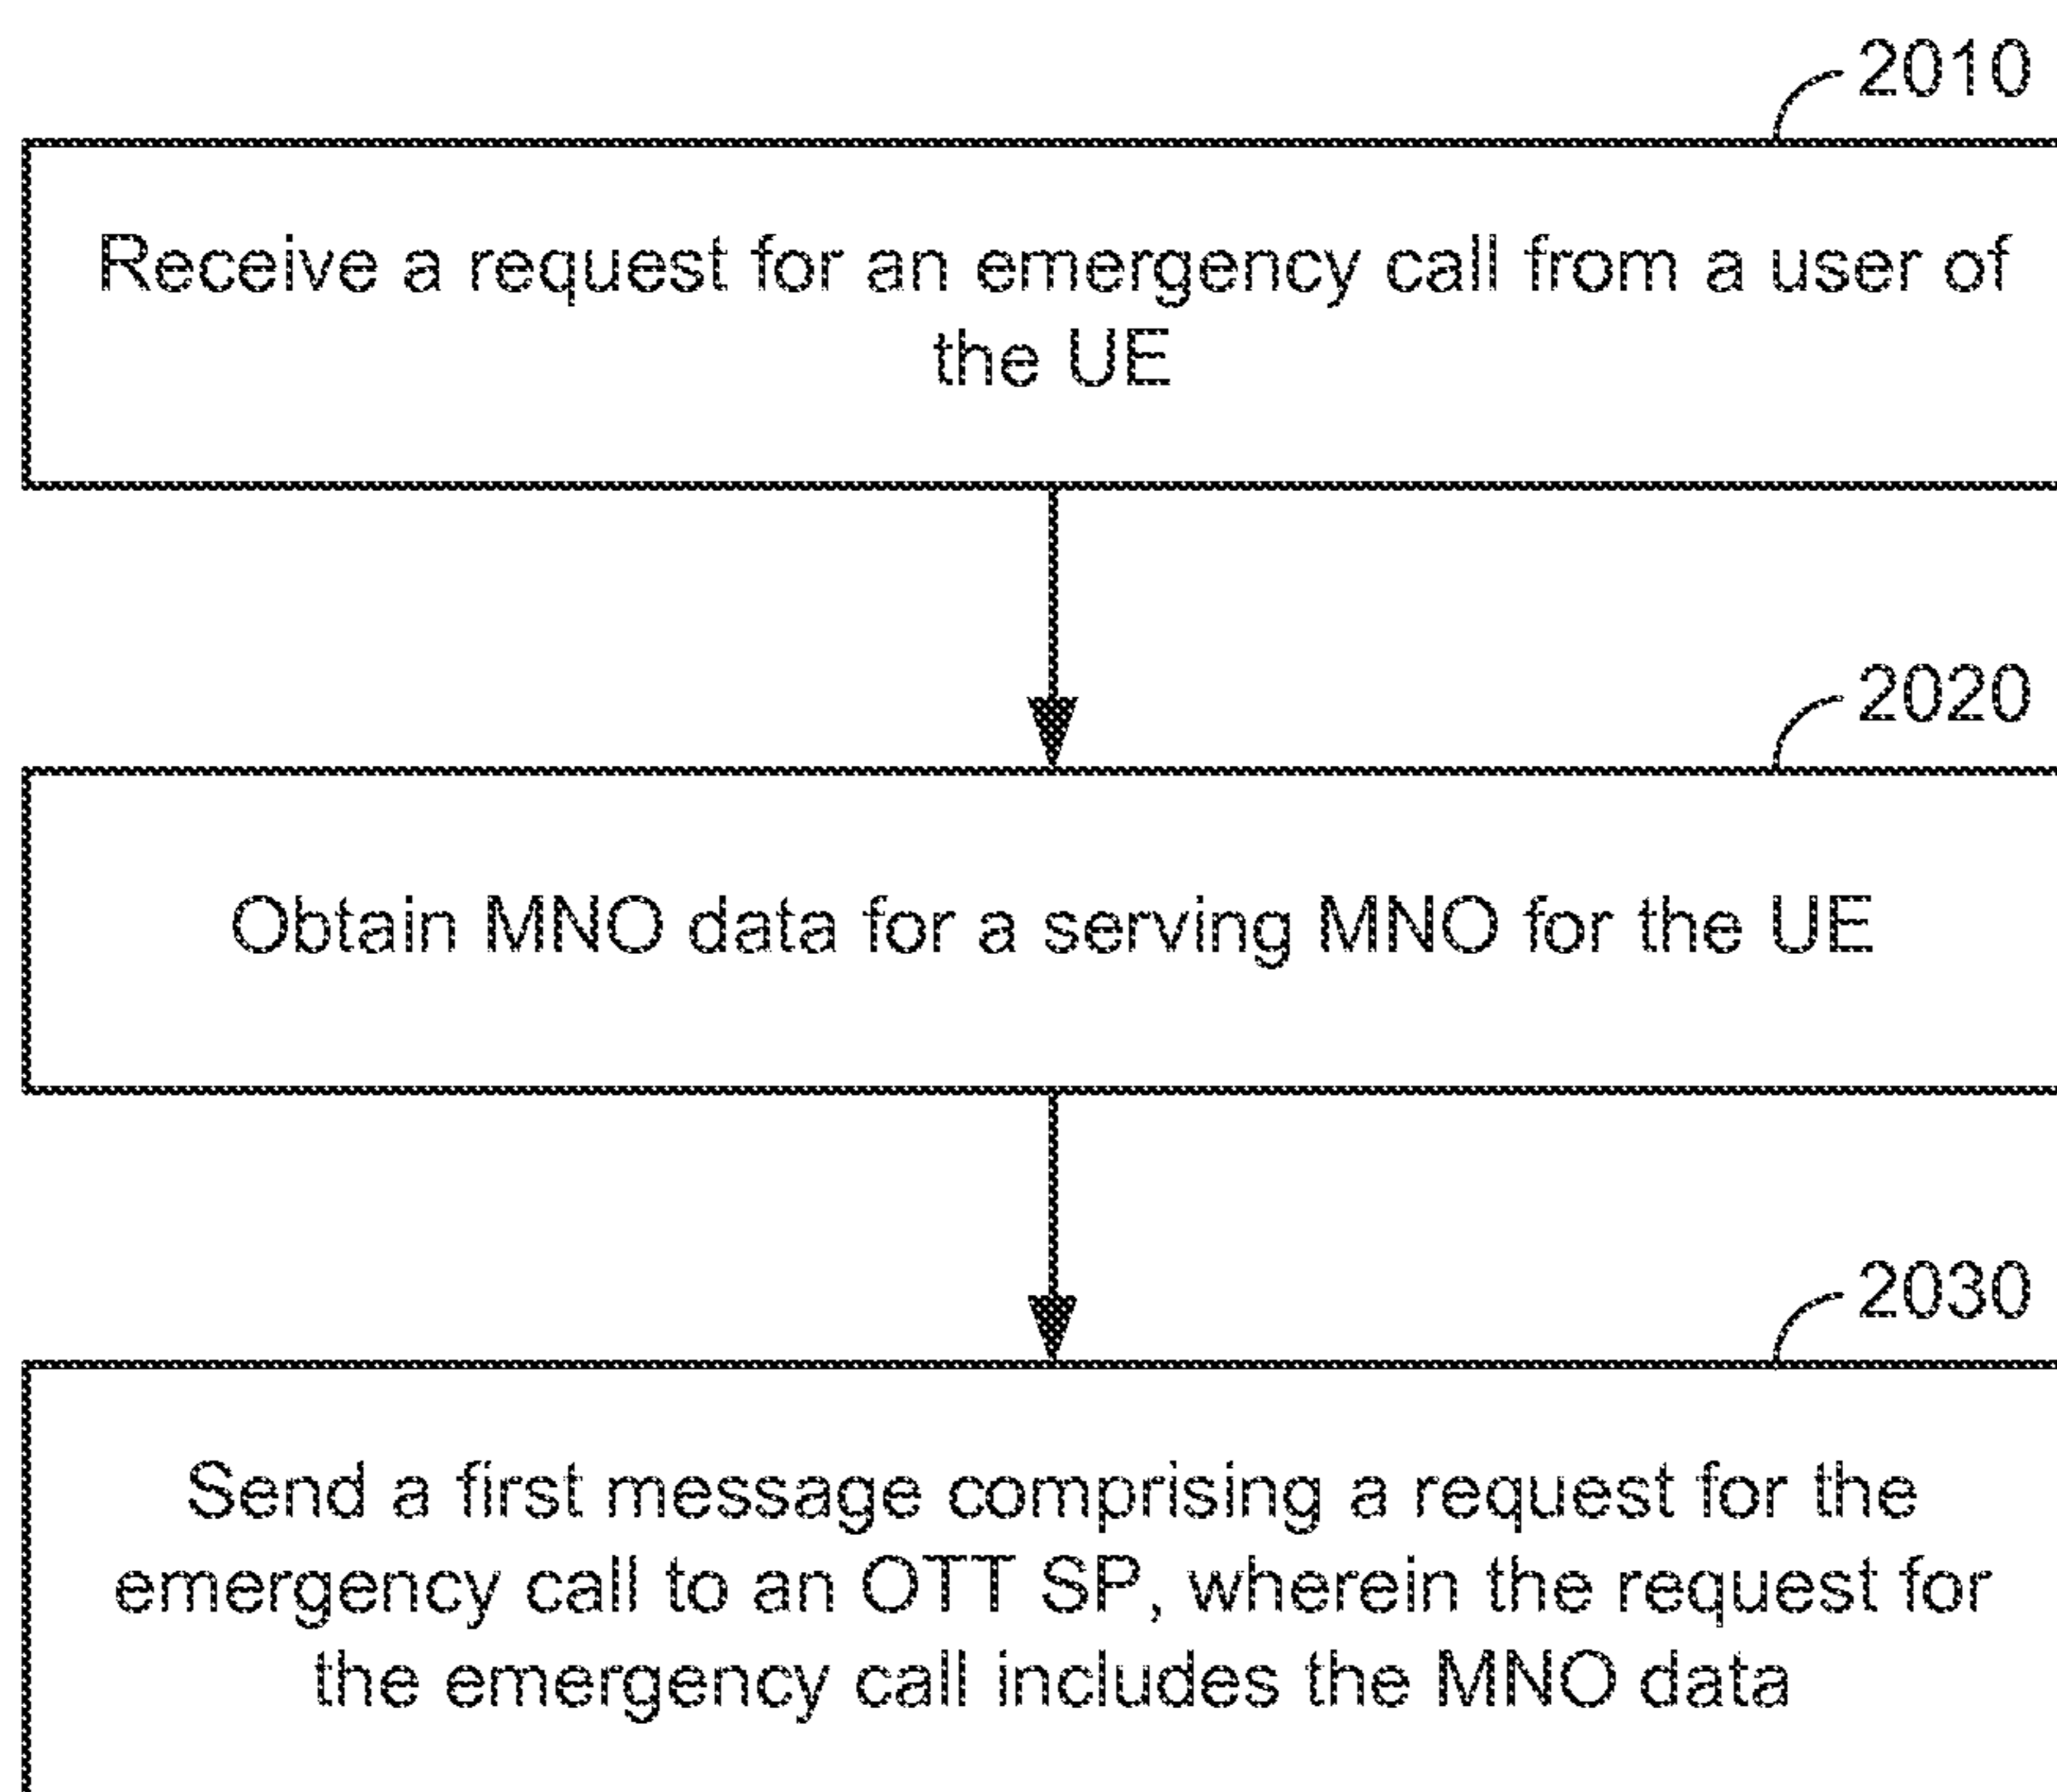 2010
Receive a request for an emergency call from a user of
the UE
2020
Obtain MNO data for a serving MNO for the UE
2030
Send a first message comprising a request for the
emergency call to an OTT SP, wherein the request for
the emergency call includes the MNO data